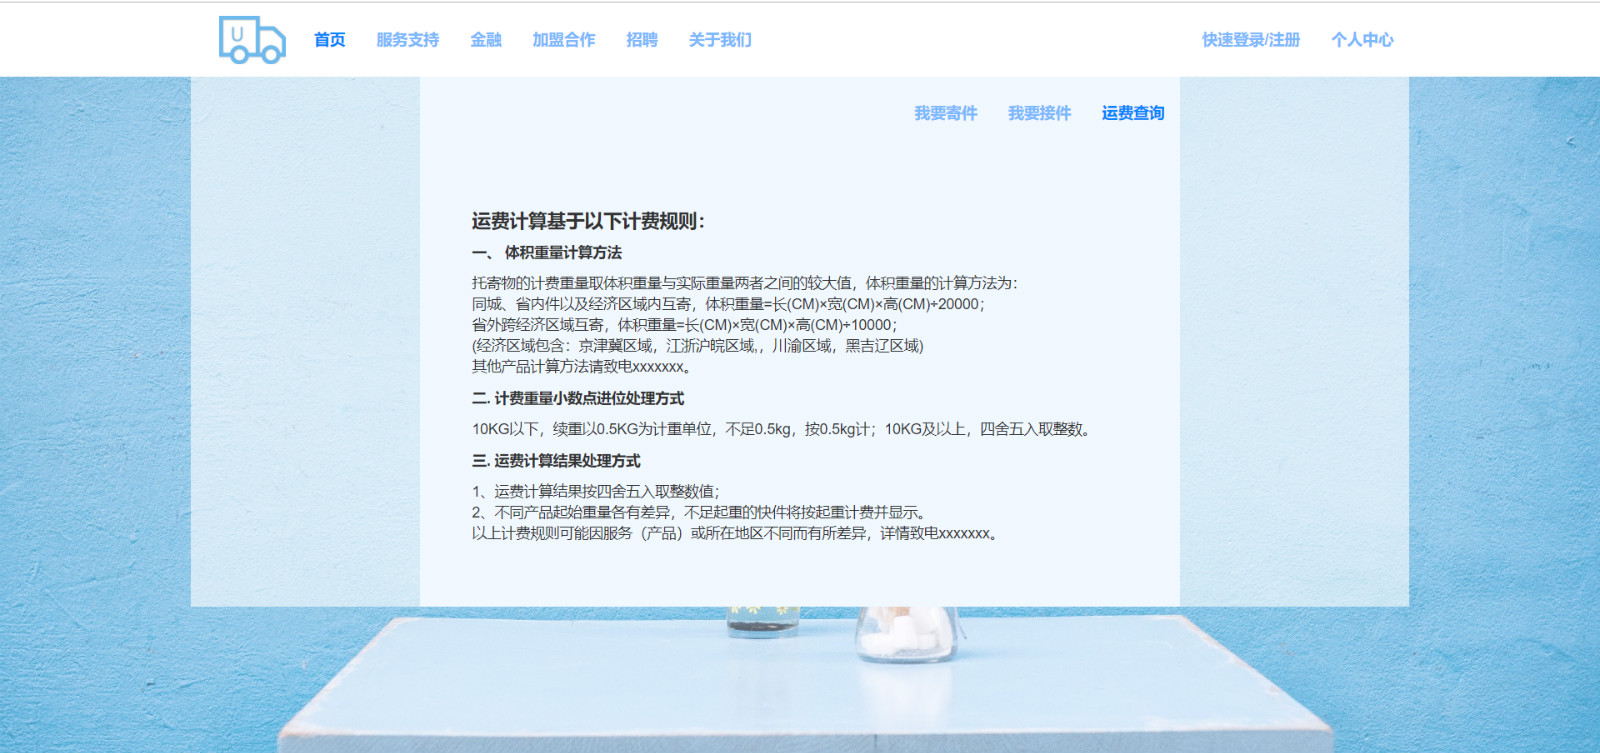 U
首页 服务支持 金融 加盟合作 招聘 关于我们 快速登录/注册 个人中心
我要寄件 我要接件 运费查询
运费计算基于以下计费规则：
一、 体积重量计算方法
托寄物的计费重量取体积重量与实际重量两者之间的较大值，体积重量的计算方法为：
同城、省内件以及经济区域内互寄，体积重量=长(CM)×宽(CM)×高(CM)÷20000；
省外跨经济区域互寄，体积重量=长(CM)×宽(CM)×高(CM)÷10000；
(经济区域包含：京津冀区域，江浙沪皖区域,，川渝区域，黑吉辽区域)
其他产品计算方法请致电xxxxxxx。
二. 计费重量小数点进位处理方式
10KG以下，续重以0.5KG为计重单位，不足0.5kg，按0.5kg计；10KG及以上，四舍五入取整数。
三. 运费计算结果处理方式
1、运费计算结果按四舍五入取整数值；
2、不同产品起始重量各有差异，不足起重的快件将按起重计费并显示。
以上计费规则可能因服务（产品）或所在地区不同而有所差异，详情致电xxxxxxx。